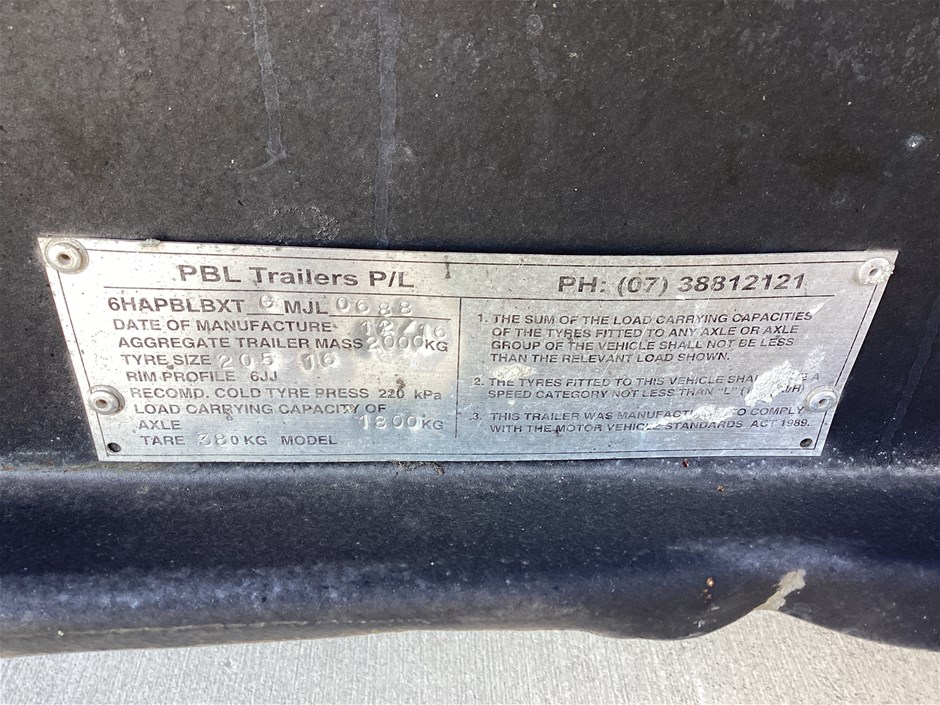 PBL Trailers P/L PH: (07) 38812121
6HAPBLBXT G MJL 0688
DATE OF MANUFACTURE 12/16
AGGREGATE TRAILER MASS 2000KG
TYRE SIZE 205 16
RIM PROFILE 6JJ
RECOMD. COLD TYRE PRESS 220 kPa
LOAD CARRYING CAPACITY OF
AXLE 1800KG
TARE 380KG MODEL
1. THE SUM OF THE LOAD CARRYING CAPACITIES
OF THE TYRES FITTED TO ANY AXLE OR AXLE
GROUP OF THE VEHICLE SHALL NOT BE LESS
THAN THE RELEVANT LOAD SHOWN.
2. THE TYRES FITTED TO THIS VEHICLE A
SPEED CATEGORY NOT LESS THAN "L"
3. THIS TRAILER WAS TO COMPLY
WITH THE MOTOR VEHICLE STANDARDS ACT 1989.